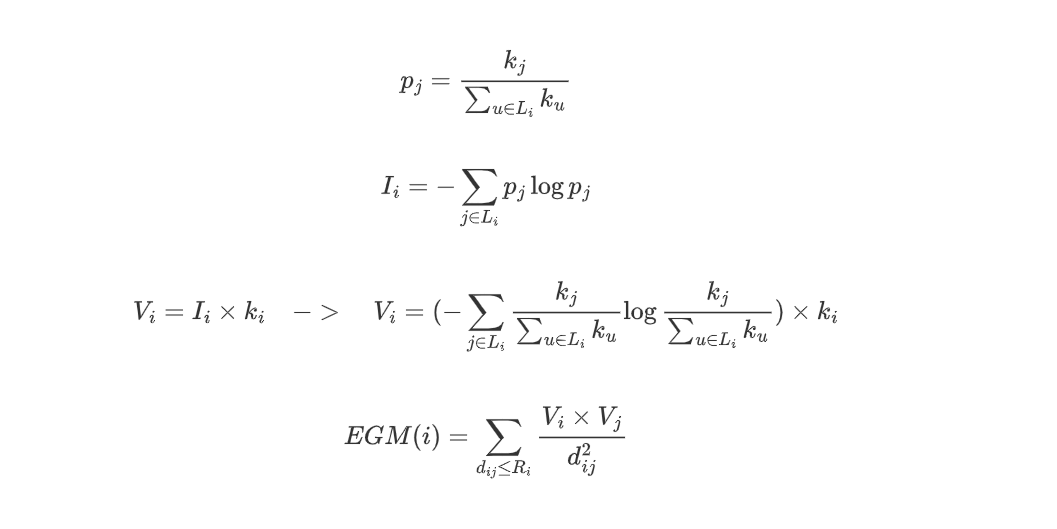 p_j = \frac{k_j}{\sum_{u \in L_i} k_u}
I_i = -\sum_{j \in L_i} p_j \log p_j
V_i = I_i \times k_i \quad -> \quad V_i = (-\sum_{j \in L_i} \frac{k_j}{\sum_{u \in L_i} k_u} \log \frac{k_j}{\sum_{u \in L_i} k_u}) \times k_i
EGM(i) = \sum_{d_{ij} \leq R_i} \frac{V_i \times V_j}{d_{ij}^2}